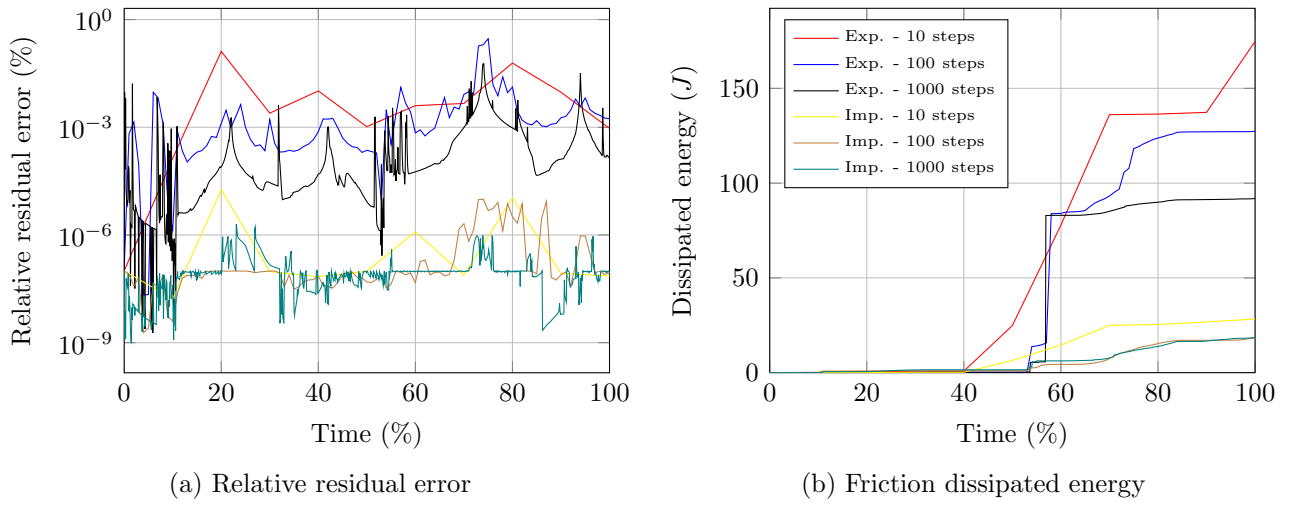 10^0
10^−3
10^−6
10^−9
Relative residual error (%)
0 20 40 60 80 100
Time (%)
(a) Relative residual error
150
100
50
0
Dissipated energy (J)
Exp. - 10 steps
Exp. - 100 steps
Exp. - 1000 steps
Imp. - 10 steps
Imp. - 100 steps
Imp. - 1000 steps
0 20 40 60 80 100
Time (%)
(b) Friction dissipated energy